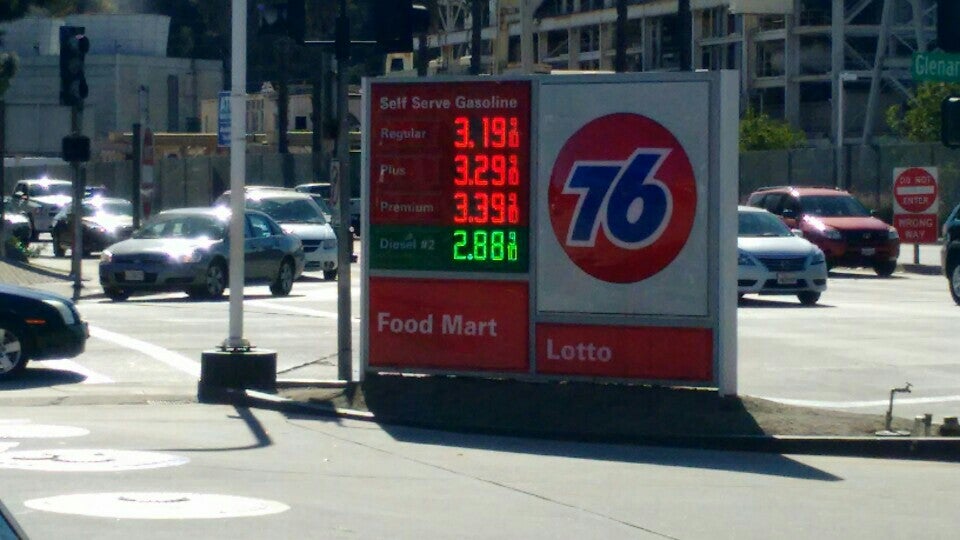 Self Serve Gasoline
Regular 3.19 9/10
Plus 3.29 9/10
Premium 3.39 9/10
Diesel #2 2.88 9/10
76
Food Mart
Lotto
DO NOT
ENTER
WRONG
WAY